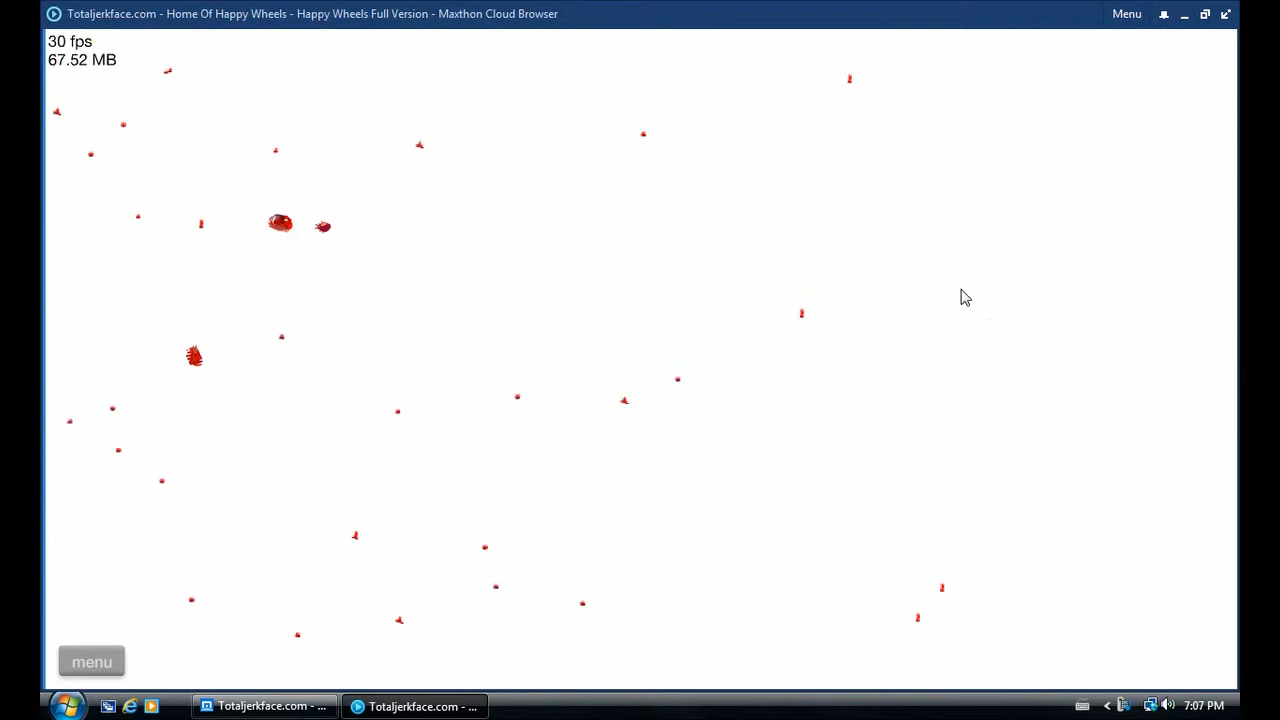 Totaljerkface.com - Home Of Happy Wheels - Happy Wheels Full Version - Maxthon Cloud Browser
Menu
30 fps
67.52 MB
menu
Totaljerkface.com - ...
Totaljerkface.com - ...
7:07 PM